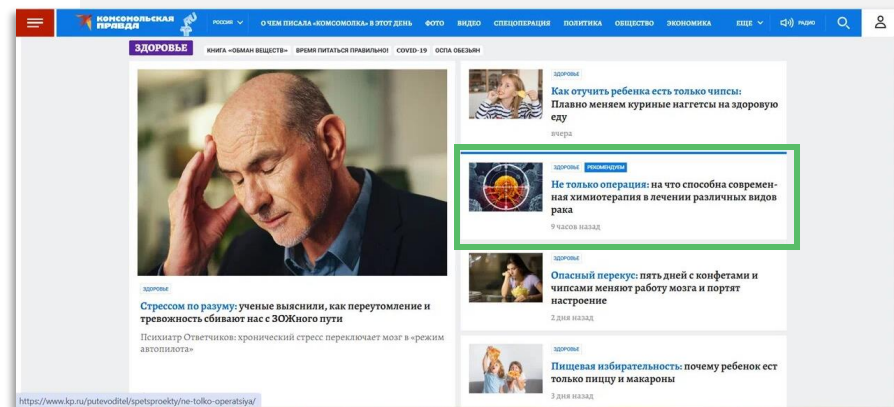 КОМСОМОЛЬСКАЯ
ПРАВДА
РОССИЯ
О ЧЕМ ПИСАЛА «КОМСОМОЛКА» В ЭТОТ ДЕНЬ ФОТО ВИДЕО СПЕЦОПЕРАЦИЯ ПОЛИТИКА ОБЩЕСТВО ЭКОНОМИКА ЕЩЕ РАДИО
ЗДОРОВЬЕ КНИГА «ОБМАН ВЕЩЕСТВ» ВРЕМЯ ПИТАТЬСЯ ПРАВИЛЬНО! COVID-19 ОСПА ОБЕЗЬЯН
ЗДОРОВЬЕ
Стрессом по разуму: ученые выяснили, как переутомление и
тревожность сбивают нас с ЗОЖного пути
Психиатр Ответчиков: хронический стресс переключает мозг в «режим
автопилота»
ЗДОРОВЬЕ
Как отучить ребенка есть только чипсы:
Плавно меняем куриные наггетсы на здоровую
еду
вчера
ЗДОРОВЬЕ РЕКОМЕНДУЕМ
Не только операция: на что способна современ-
ная химиотерапия в лечении различных видов
рака
9 часов назад
ЗДОРОВЬЕ
Опасный перекус: пять дней с конфетами и
чипсами меняют работу мозга и портят
настроение
2 дня назад
ЗДОРОВЬЕ
Пищевая избирательность: почему ребенок ест
только пиццу и макароны
3 дня назад
https://www.kp.ru/putevoditel/spetsproekty/ne-tolko-operatsiya/